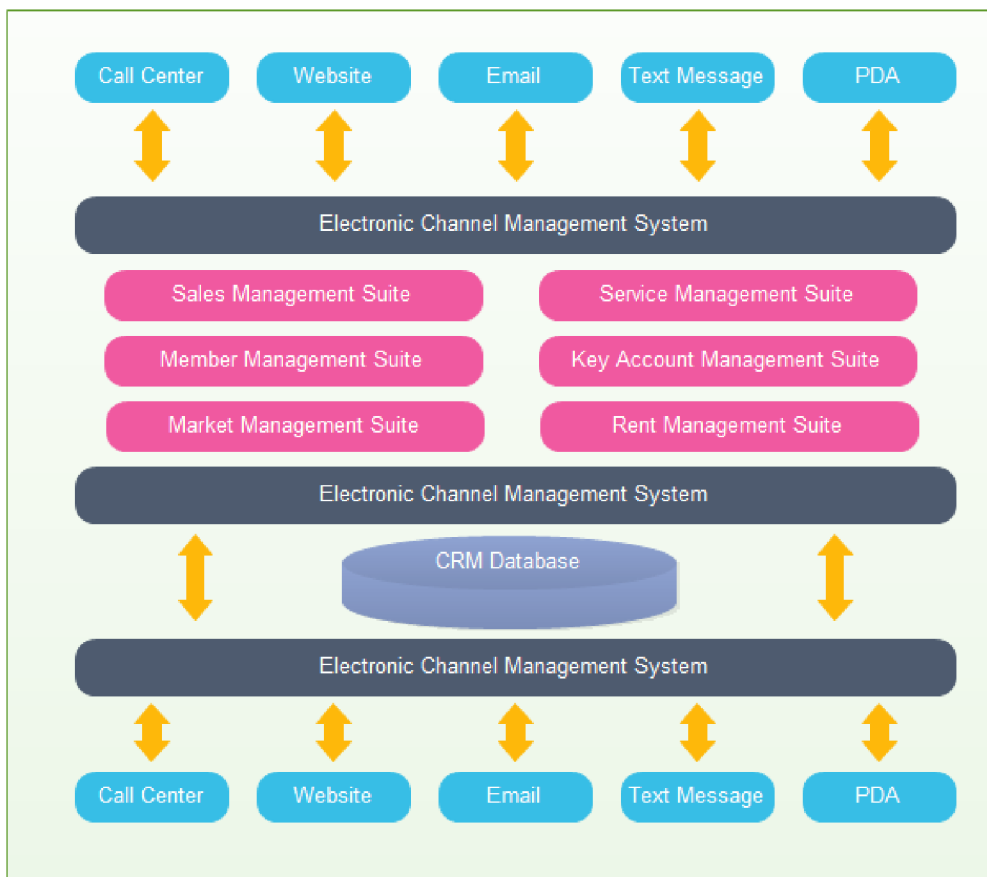 Call Center
Website
Email
Text Message
PDA
Electronic Channel Management System
Sales Management Suite
Service Management Suite
Member Management Suite
Key Account Management Suite
Market Management Suite
Rent Management Suite
Electronic Channel Management System
CRM Database
Electronic Channel Management System
Call Center
Website
Email
Text Message
PDA